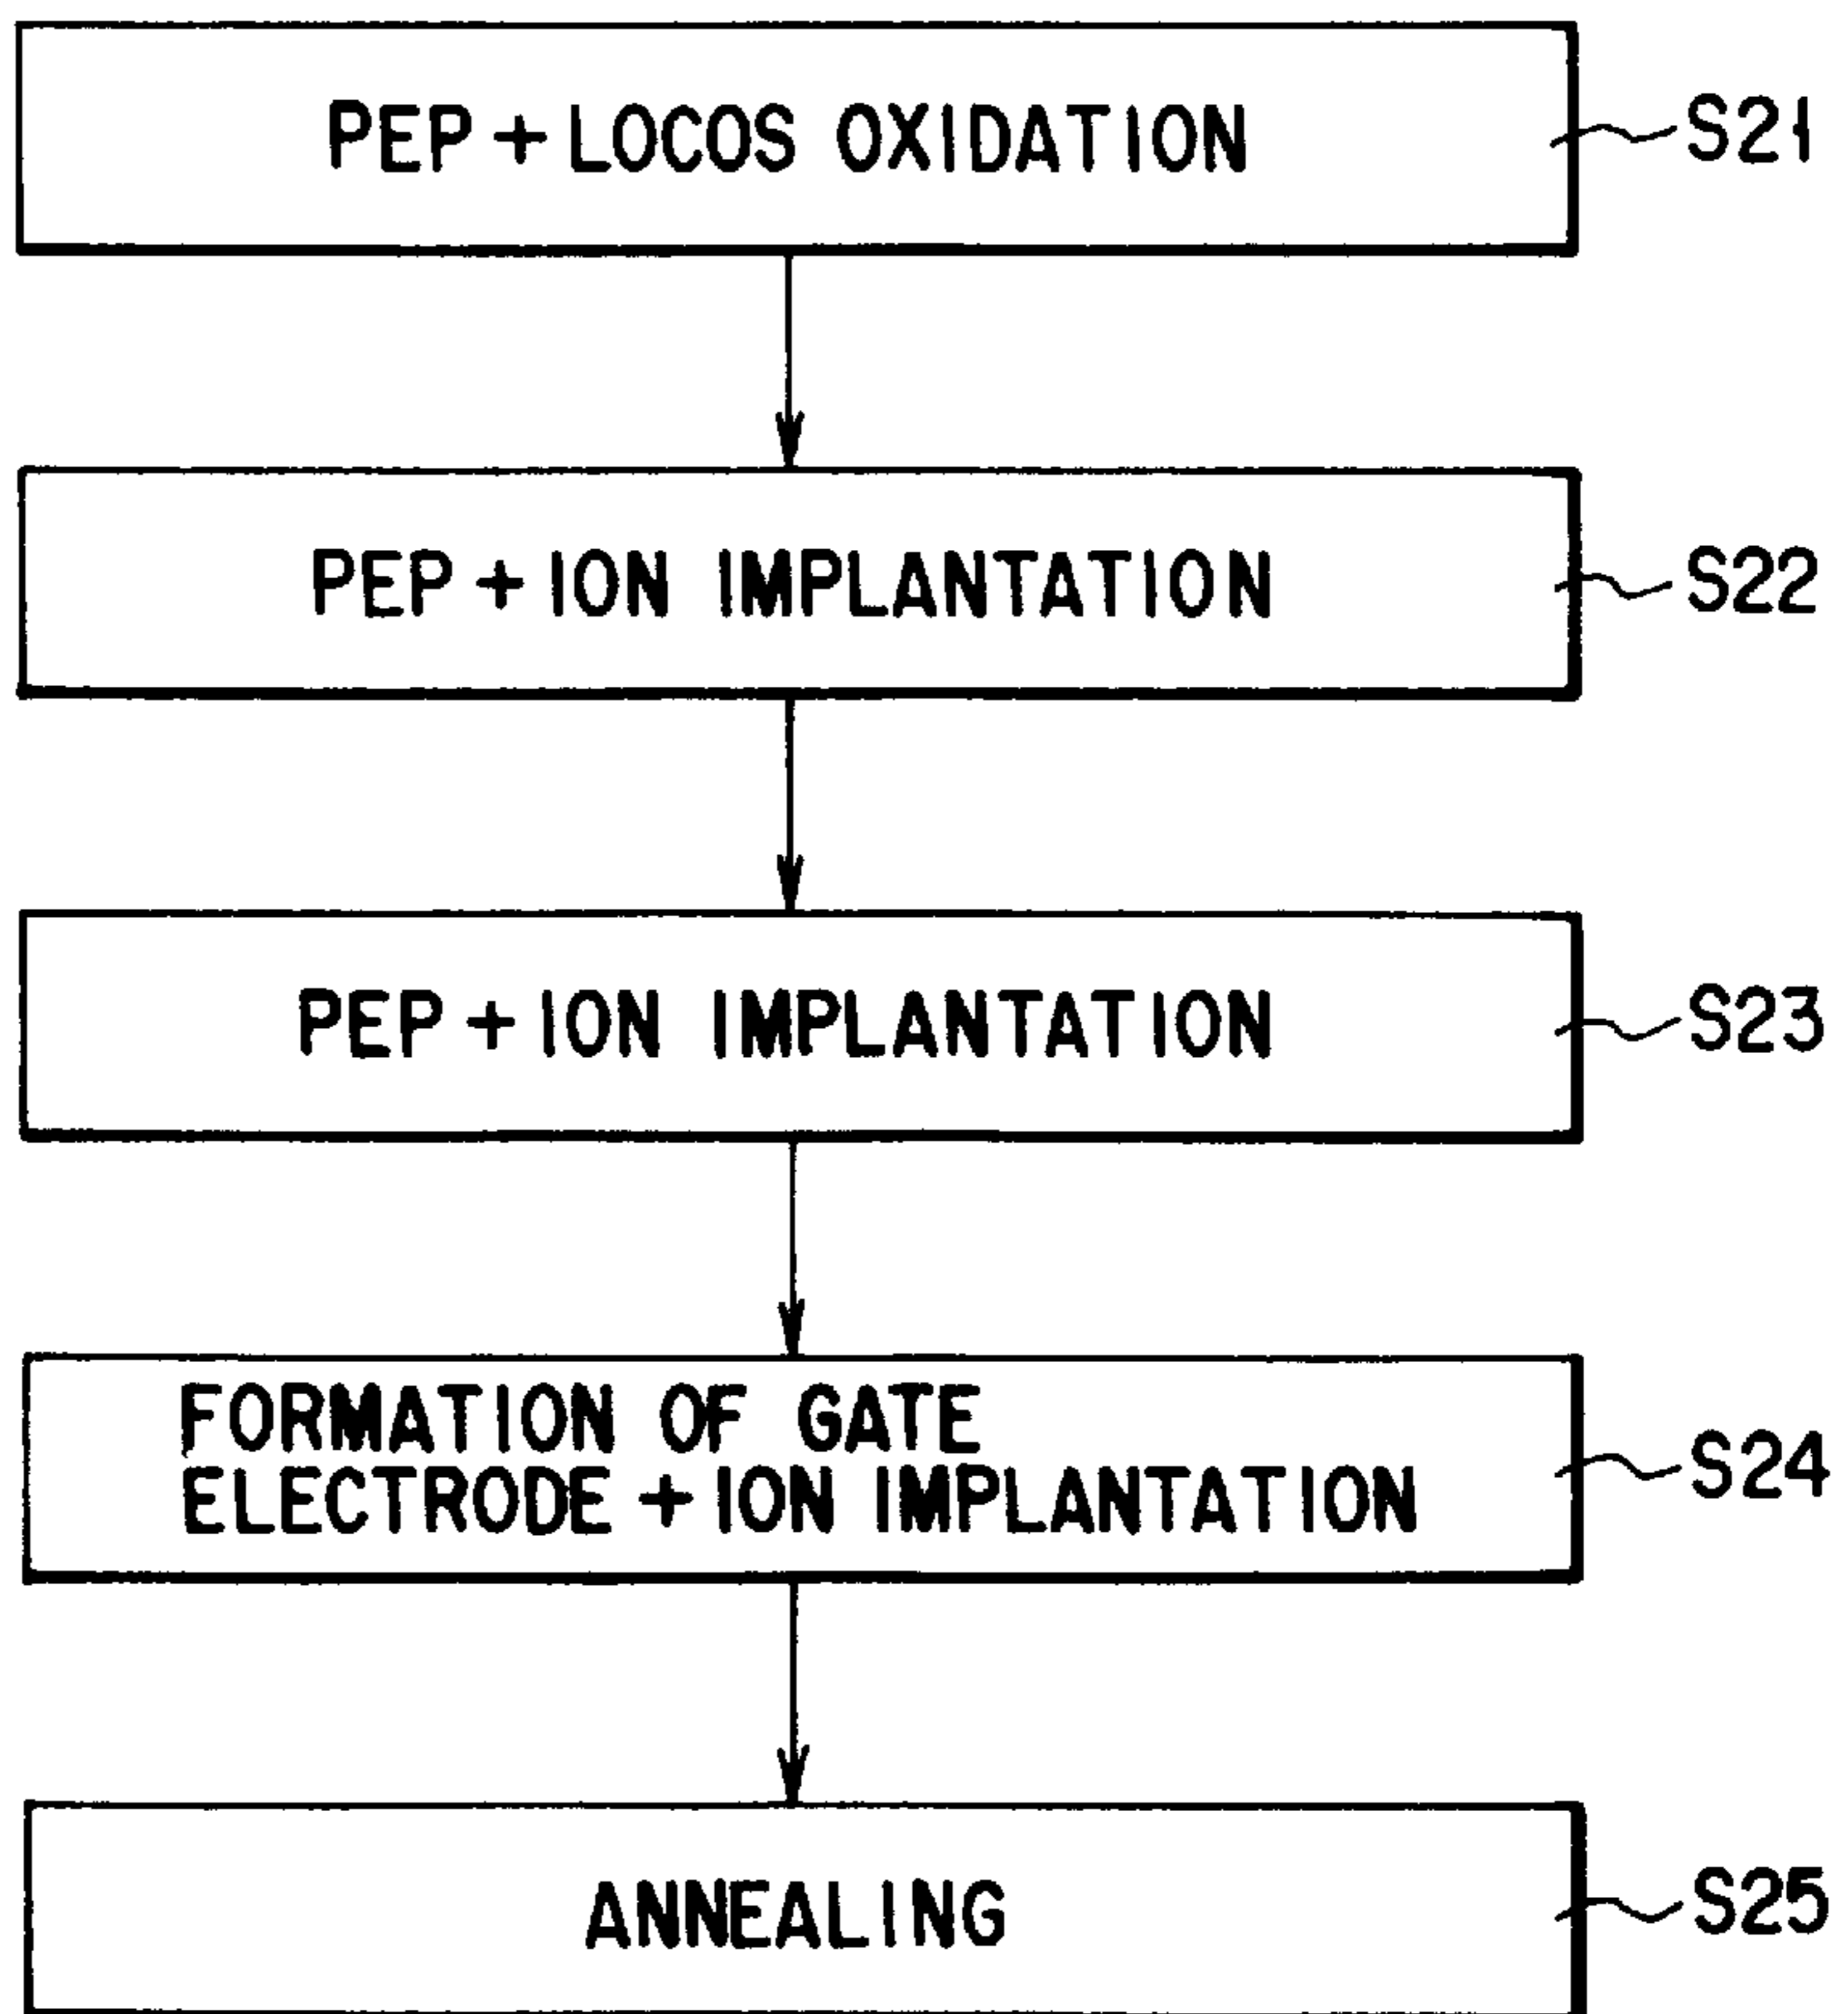 PEP+LOCOS OXIDATION
S21
PEP+ION IMPLANTATION
S22
PEP+ION IMPLANTATION
S23
FORMATION OF GATE
ELECTRODE+ION IMPLANTATION
S24
ANNEALING
S25